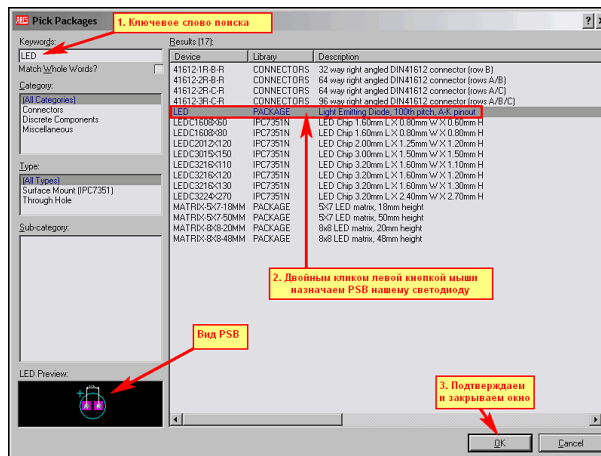 ARES Pick Packages
1. Ключевое слово поиска
Keywords:
LED
Match Whole Words?
Category:
(All Categories)
Connectors
Discrete Components
Miscellaneous
Type:
(All Types)
Surface Mount (IPC7351)
Through Hole
Sub-category:
LED Preview:
Вид PSB
Results (17):
Device Library Description
41612-1R-B-R CONNECTORS 32 way right angled DIN41612 connector (row B)
41612-2R-B-R CONNECTORS 64 way right angled DIN41612 connector (rows A/B)
41612-2R-C-R CONNECTORS 64 way right angled DIN41612 connector (rows A/C)
41612-3R-C-R CONNECTORS 96 way right angled DIN41612 connector (rows A/B/C)
LED PACKAGE Light Emitting Diode, 100th pitch, A-K pinout
LEDC1608X60 IPC7351N LED Chip 1.60mm L X 0.80mm W X 0.60mm H
LEDC1608X80 IPC7351N LED Chip 1.60mm L X 0.80mm W X 0.80mm H
LEDC2012X120 IPC7351N LED Chip 2.00mm L X 1.25mm W X 1.20mm H
LEDC3015X150 IPC7351N LED Chip 3.00mm L X 1.50mm W X 1.50mm H
LEDC3216X110 IPC7351N LED Chip 3.20mm L X 1.60mm W X 1.10mm H
LEDC3216X120 IPC7351N LED Chip 3.20mm L X 1.60mm W X 1.20mm H
LEDC3216X130 IPC7351N LED Chip 3.20mm L X 1.60mm W X 1.30mm H
LEDC3224X270 IPC7351N LED Chip 3.20mm L X 2.40mm W X 2.70mm H
MATRIX-5X7-18MM PACKAGE 5X7 LED matrix, 18mm height
MATRIX-5X7-50MM PACKAGE 5X7 LED matrix, 50mm height
MATRIX-8X8-20MM PACKAGE 8x8 LED matrix, 20mm height
MATRIX-8X8-48MM PACKAGE 8x8 LED matrix, 48mm height
2. Двойным кликом левой кнопкой мыши
назначаем PSB нашему светодиоду
3. Подтверждаем
и закрываем окно
OK
Cancel